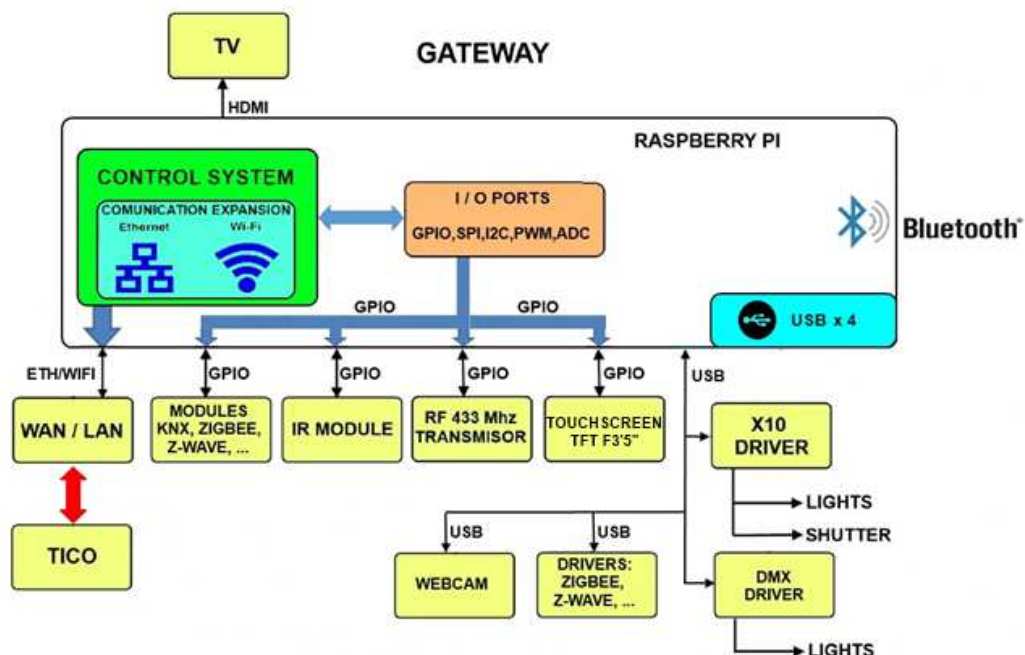 TV
GATEWAY
HDMI
RASPBERRY PI
CONTROL SYSTEM
COMUNICATION EXPANSION
Ethernet
Wi-Fi
I / O PORTS
GPIO,SPI,I2C,PWM,ADC
Bluetooth
GPIO
GPIO
USB x 4
ETH/WIFI
GPIO
GPIO
GPIO
GPIO
USB
WAN / LAN
MODULES
KNX, ZIGBEE,
Z-WAVE, ...
IR MODULE
RF 433 Mhz
TRANSMISOR
TOUCH SCREEN
TFT F3'5"
X10
DRIVER
LIGHTS
SHUTTER
TICO
USB
USB
WEBCAM
DRIVERS:
ZIGBEE,
Z-WAVE, ...
DMX
DRIVER
LIGHTS